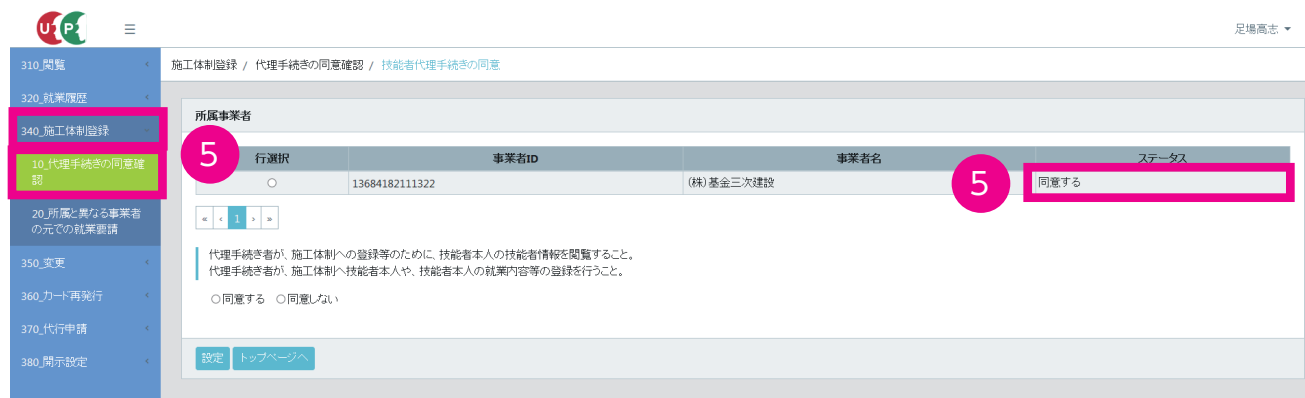 UP
足場高志
310_閲覧
施工体制登録 / 代理手続きの同意確認 / 技能者代理手続きの同意
320_就業履歴
340_施工体制登録
10_代理手続きの同意確
認
20_所属と異なる事業者
の元での就業要請
350_変更
360_カード再発行
370_代行申請
380_開示設定
所属事業者
5
行選択 事業者ID 事業者名 ステータス
13684182111322 (株)基金三次建設 5 同意する
« ‹ 1 › »
代理手続き者が、施工体制への登録等のために、技能者本人の技能者情報を閲覧すること。
代理手続き者が、施工体制へ技能者本人や、技能者本人の就業内容等の登録を行うこと。
○同意する ○同意しない
設定 トップページへ